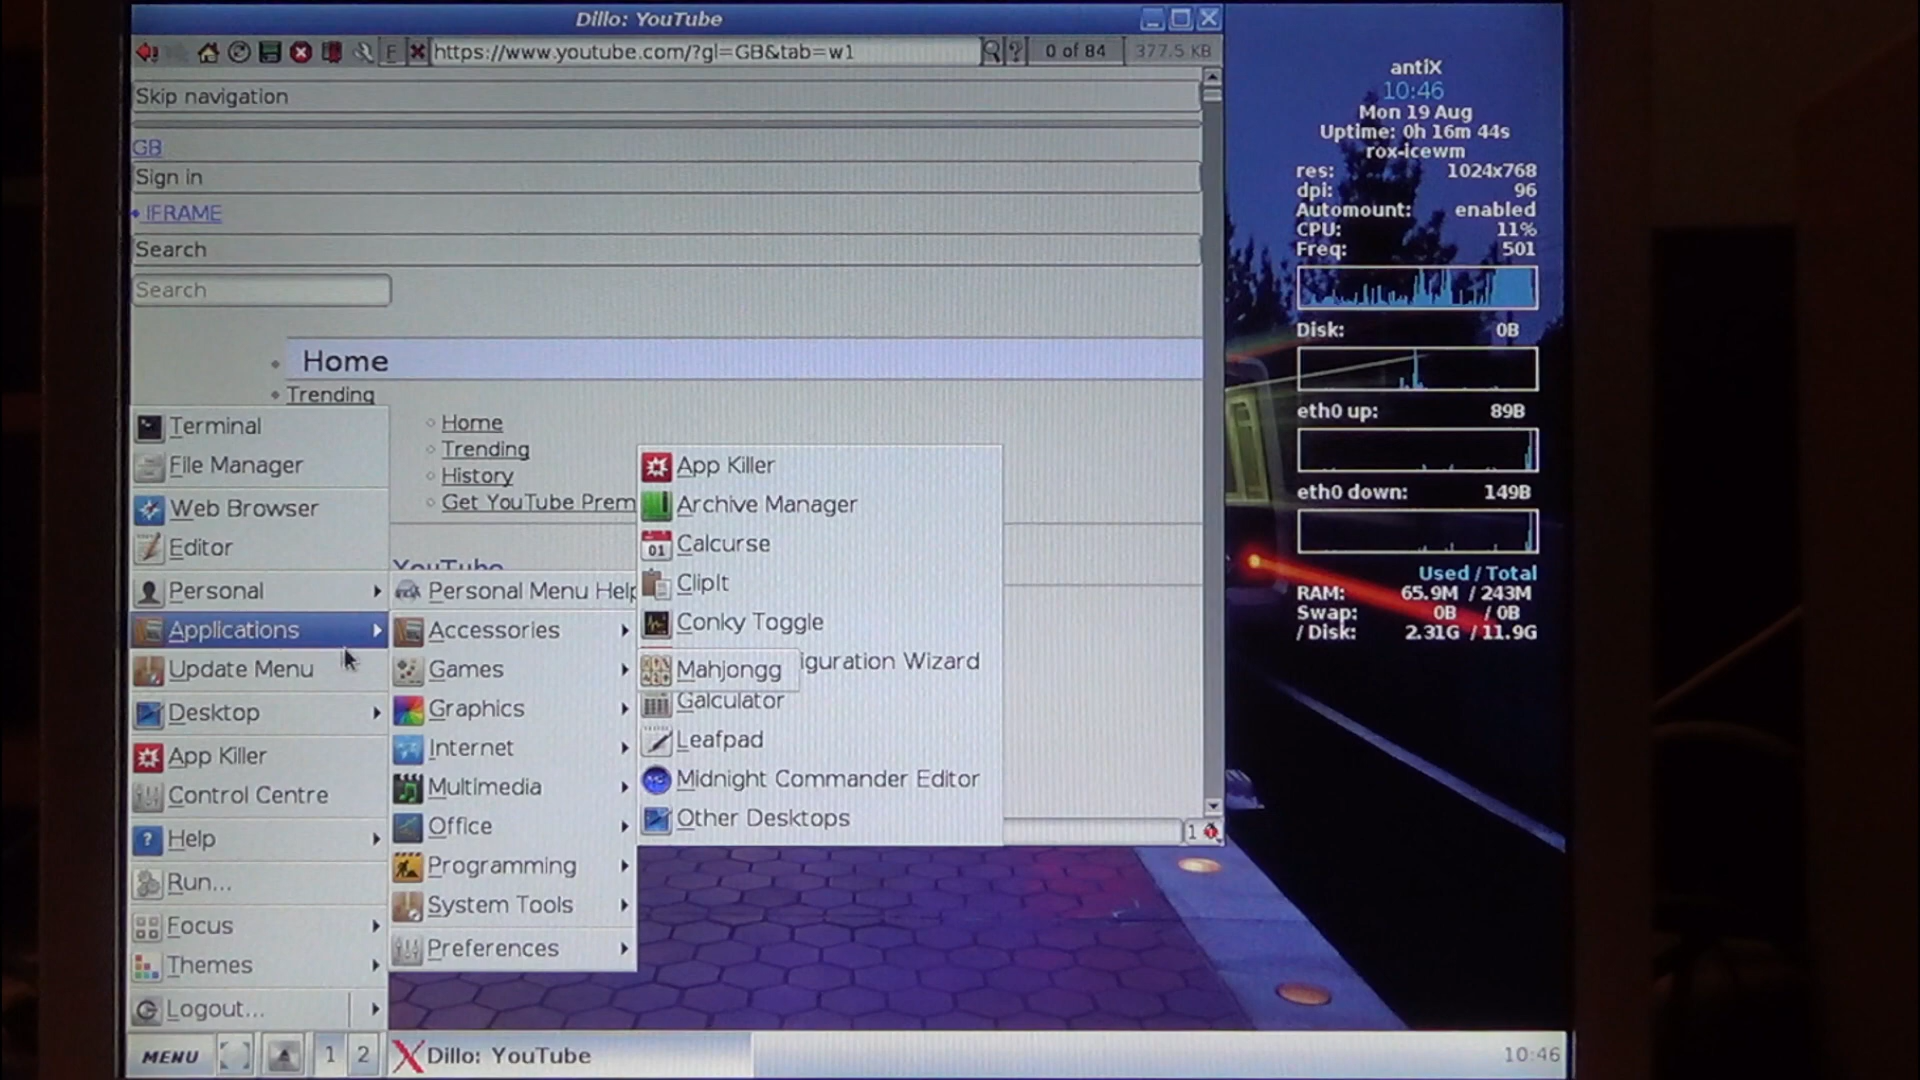 Dillo: YouTube
F
https://www.youtube.com/?gl=GB&tab=w1
0 of 84
377.5 KB
Skip navigation
GB
Sign in
IFRAME
Search
Search
Home
Trending
Home
Trending
History
Get YouTube Prem
YouTube
Terminal
File Manager
Web Browser
Editor
Personal
Applications
Update Menu
Desktop
App Killer
Control Centre
Help
Run...
Focus
Themes
Logout...
Personal Menu Help
Accessories
Games
Graphics
Internet
Multimedia
Office
Programming
System Tools
Preferences
App Killer
Archive Manager
01
Calcurse
ClipIt
Conky Toggle
iguration Wizard
Mahjongg
Galculator
Leafpad
Midnight Commander Editor
Other Desktops
1
antiX
10:46
Mon 19 Aug
Uptime: 0h 16m 44s
rox-icewm
res: 1024x768
dpi: 96
Automount: enabled
CPU: 11%
Freq: 501
Disk: 0B
eth0 up: 89B
eth0 down: 149B
Used / Total
RAM: 65.9M / 243M
Swap: 0B / 0B
/ Disk: 2.31G / 11.9G
MENU
1
2
Dillo: YouTube
10:46